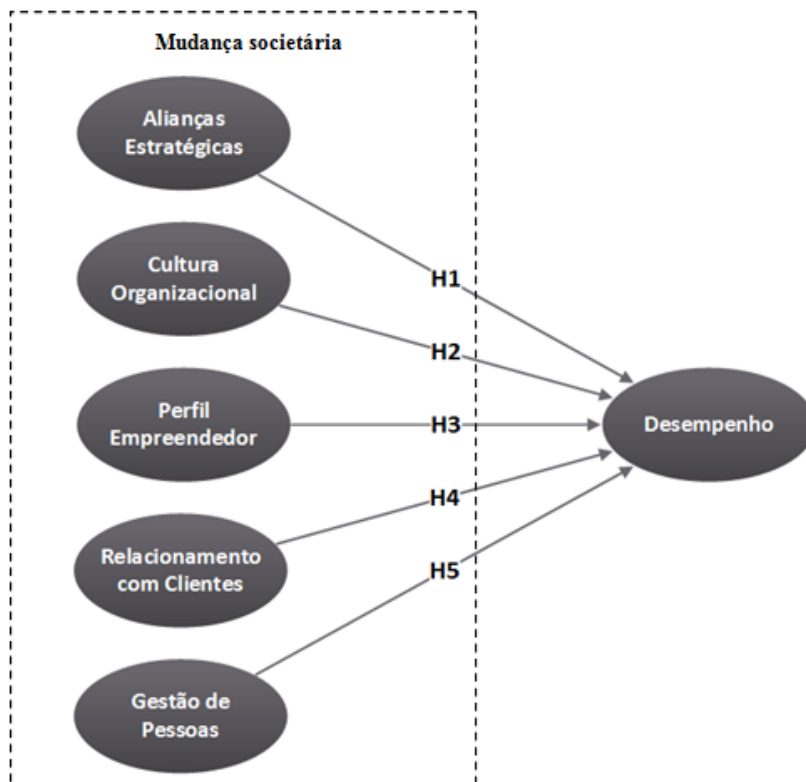 Mudança societária
Alianças
Estratégicas
Cultura
Organizacional
Perfil
Empreendedor
Relacionamento
com Clientes
Gestão de
Pessoas
H1
H2
H3
H4
H5
Desempenho